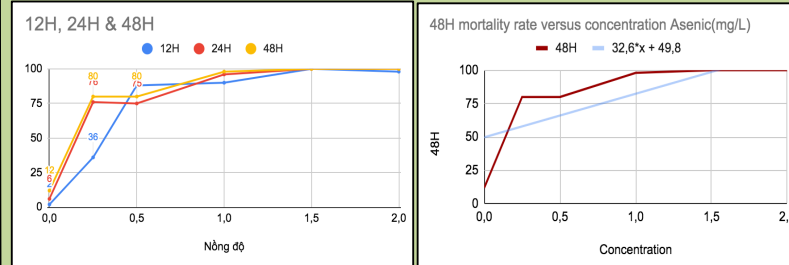 12H, 24H & 48H
12H 24H 48H
100
75
50
25
0
80
76
80
75
36
12
6
2
0,0 0,5 1,0 1,5 2,0
Nồng độ
48H mortality rate versus concentration Asenic(mg/L)
48H 32,6*x + 49,8
48H
100
75
50
25
0
0,0 0,5 1,0 1,5 2,
Concentration